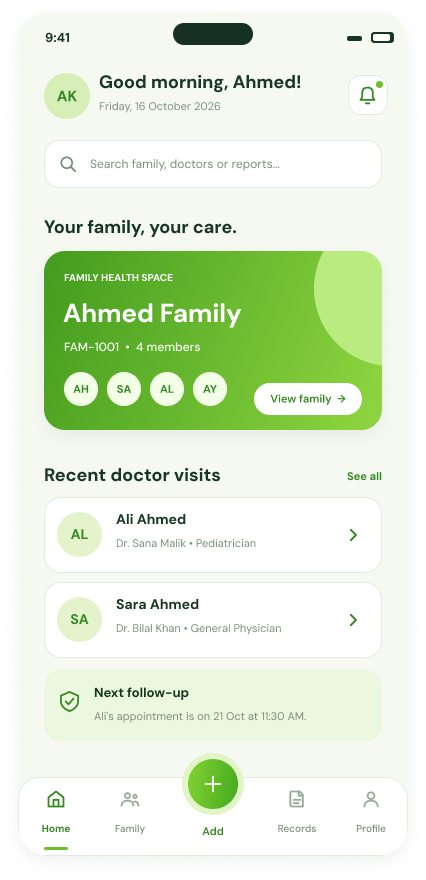 9:41
AK
Good morning, Ahmed!
Friday, 16 October 2026
Search family, doctors or reports...
Your family, your care.
FAMILY HEALTH SPACE
Ahmed Family
FAM-1001 • 4 members
AH SA AL AY
View family →
Recent doctor visits
See all
AL
Ali Ahmed
Dr. Sana Malik • Pediatrician
SA
Sara Ahmed
Dr. Bilal Khan • General Physician
Next follow-up
Ali's appointment is on 21 Oct at 11:30 AM.
Home Family Add Records Profile